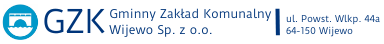 GZK
Gminny Zakład Komunalny
Wijewo Sp. z o.o.
ul. Powst. Wlkp. 44a
64-150 Wijewo